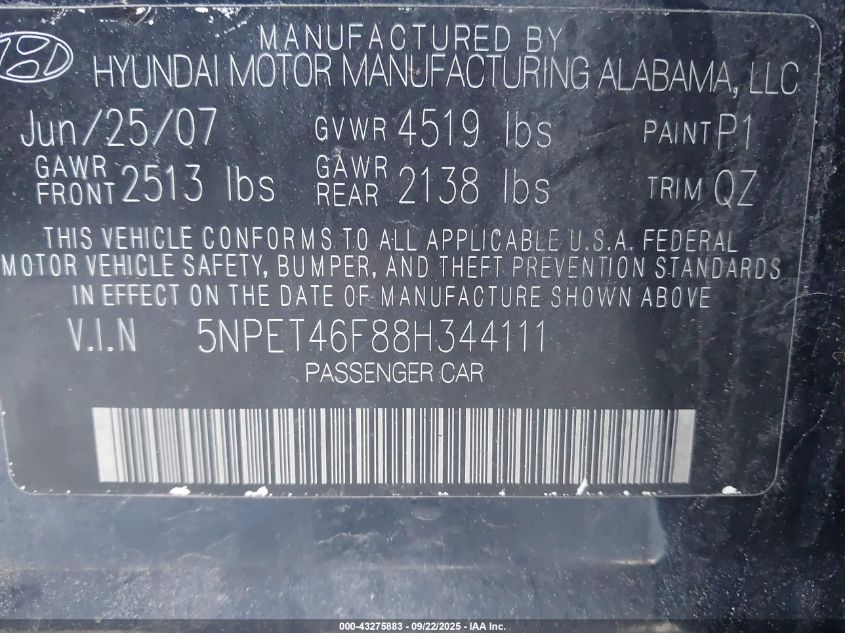 MANUFACTURED BY
HYUNDAI MOTOR MANUFACTURING ALABAMA, LLC
Jun/25/07 GVWR 4519 lbs PAINT P1
GAWR FRONT 2513 lbs GAWR REAR 2138 lbs TRIM QZ
THIS VEHICLE CONFORMS TO ALL APPLICABLE U.S.A. FEDERAL
MOTOR VEHICLE SAFETY, BUMPER, AND THEFT PREVENTION STANDARDS
IN EFFECT ON THE DATE OF MANUFACTURE SHOWN ABOVE
V.I.N 5NPET46F88H344111
PASSENGER CAR
000-43275883 - 09/22/2025 - IAA Inc.